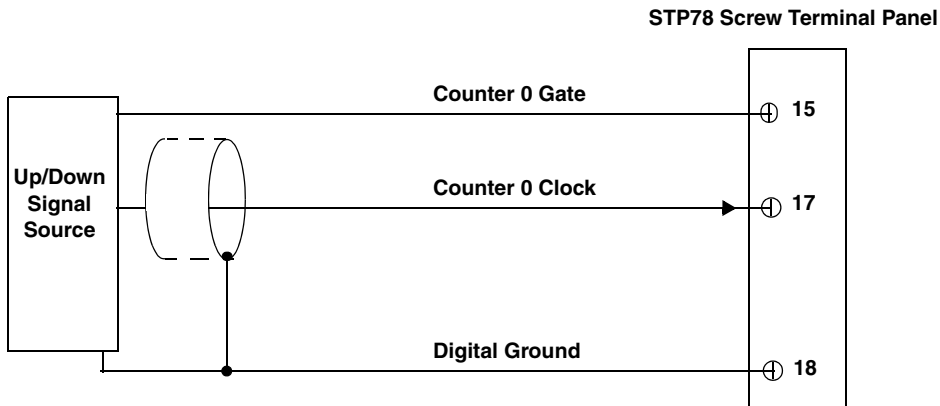 STP78 Screw Terminal Panel
Counter 0 Gate
15
Up/Down
Signal
Source
Counter 0 Clock
17
Digital Ground
18